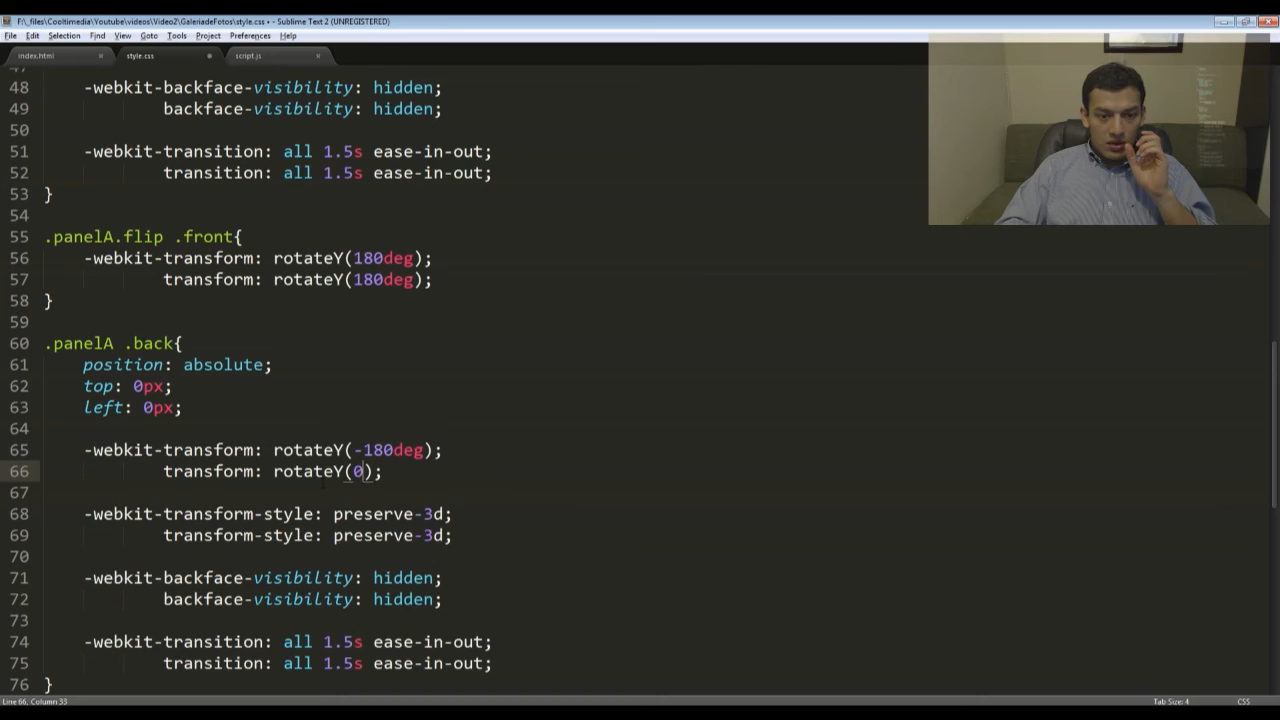 F:\_files\Cooltimedia\Youtube\videos\Video2\GaleriadeFotos\style.css • - Sublime Text 2 (UNREGISTERED)
File Edit Selection Find View Goto Tools Project Preferences Help
index.html × style.css script.js ×
48 -webkit-backface-visibility: hidden;
49 backface-visibility: hidden;
50
51 -webkit-transition: all 1.5s ease-in-out;
52 transition: all 1.5s ease-in-out;
53 }
54
55 .panelA.flip .front{
56 -webkit-transform: rotateY(180deg);
57 transform: rotateY(180deg);
58 }
59
60 .panelA .back{
61 position: absolute;
62 top: 0px;
63 left: 0px;
64
65 -webkit-transform: rotateY(-180deg);
66 transform: rotateY(0);
67
68 -webkit-transform-style: preserve-3d;
69 transform-style: preserve-3d;
70
71 -webkit-backface-visibility: hidden;
72 backface-visibility: hidden;
73
74 -webkit-transition: all 1.5s ease-in-out;
75 transition: all 1.5s ease-in-out;
76 }
Line 66, Column 33 Tab Size: 4 CSS